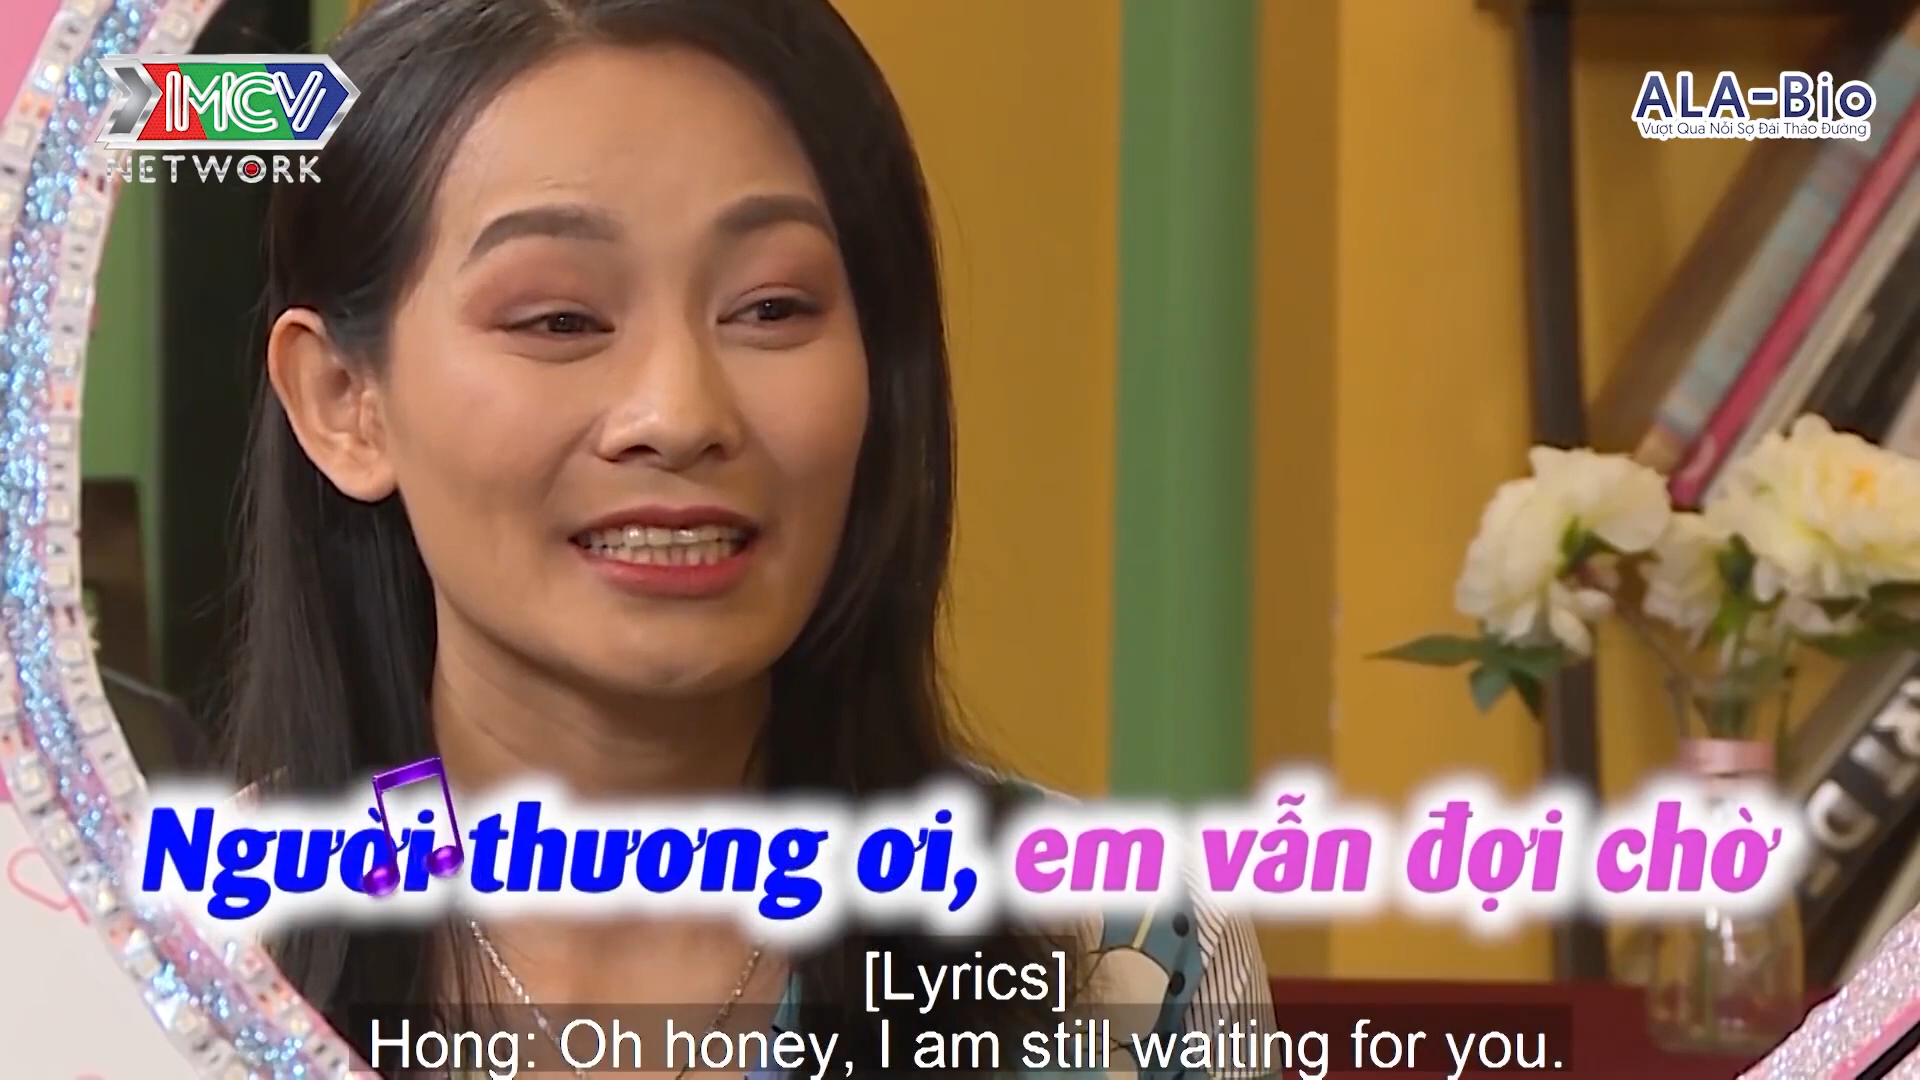 MCV
NETWORK
ALA-Bio
Vượt Qua Nỗi Sợ Đái Tháo Đường
Người thương ơi, em vẫn đợi chờ
[Lyrics]
Hong: Oh honey, I am still waiting for you.